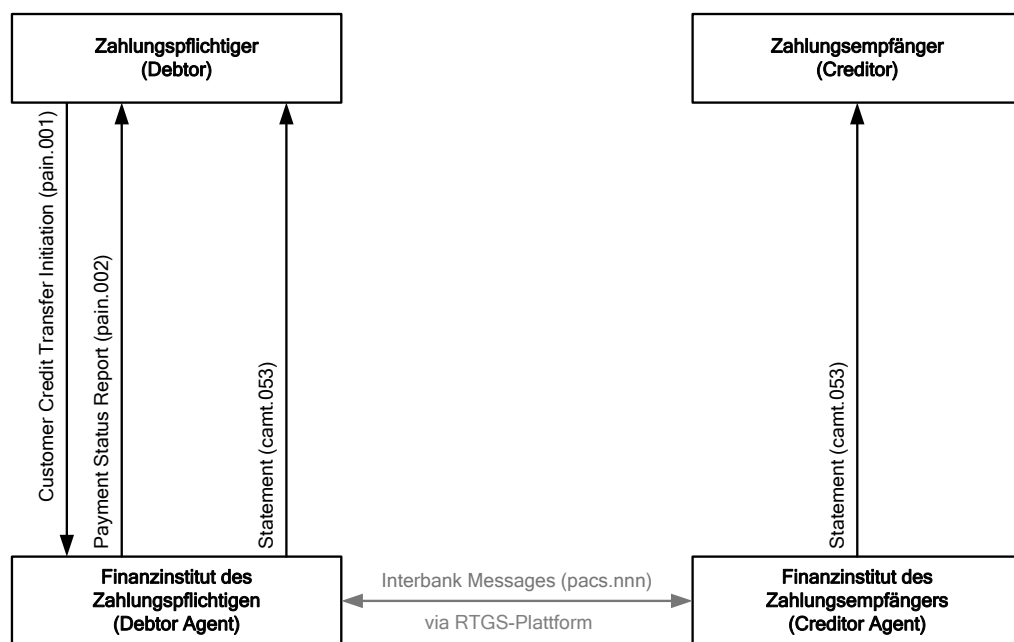 Zahlungspflichtiger
(Debtor)
Zahlungsempfänger
(Creditor)
Customer Credit Transfer Initiation (pain.001)
Payment Status Report (pain.002)
Statement (camt.053)
Statement (camt.053)
Finanzinstitut des
Zahlungspflichtigen
(Debtor Agent)
Interbank Messages (pacs.nnn)
via RTGS-Plattform
Finanzinstitut des
Zahlungsempfängers
(Creditor Agent)